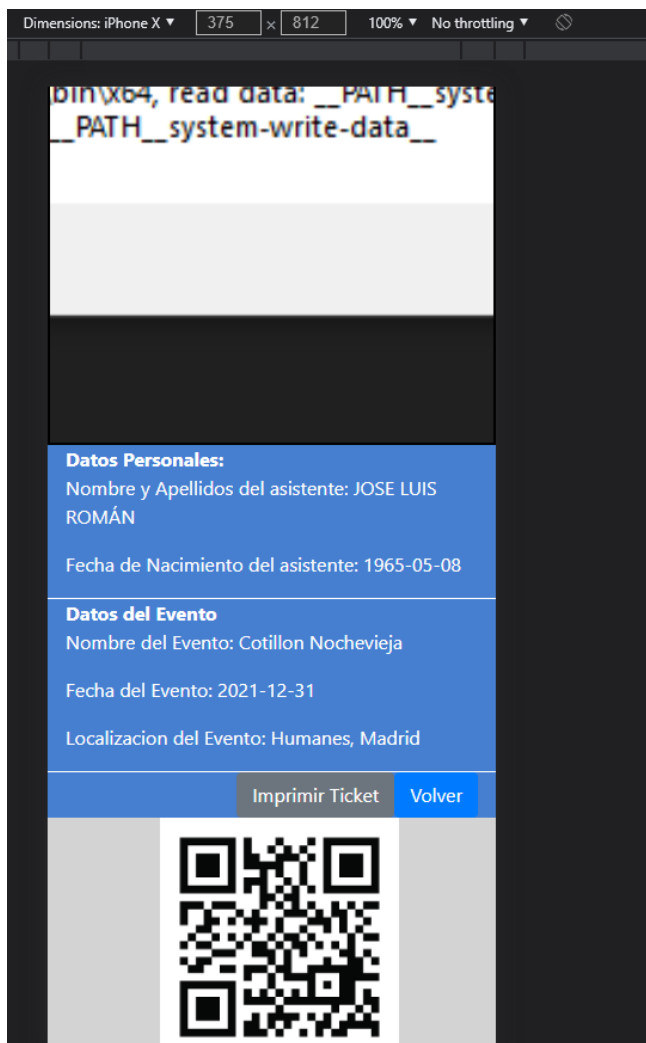 Dimensions: iPhone X ▼ 375 × 812 100% ▼ No throttling ▼
\bin\x64, read data: __PATH__syste
__PATH__system-write-data__
Datos Personales:
Nombre y Apellidos del asistente: JOSE LUIS
ROMÁN
Fecha de Nacimiento del asistente: 1965-05-08
Datos del Evento
Nombre del Evento: Cotillon Nochevieja
Fecha del Evento: 2021-12-31
Localizacion del Evento: Humanes, Madrid
Imprimir Ticket Volver